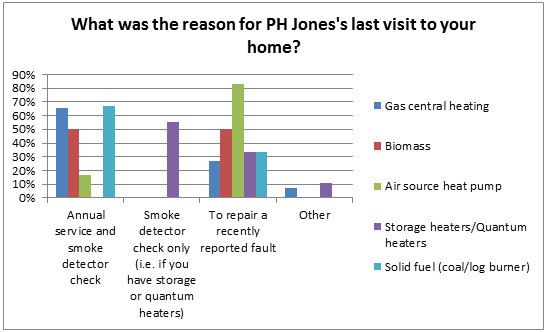 What was the reason for PH Jones's last visit to your
home?
90%
80%
70%
60%
50%
40%
30%
20%
10%
0%
Annual
service and
smoke
detector
check
Smoke
detector
check only
(i.e. if you
have storage
or quantum
heaters)
To repair a
recently
reported fault
Other
Gas central heating
Biomass
Air source heat pump
Storage heaters/Quantum
heaters
Solid fuel (coal/log burner)